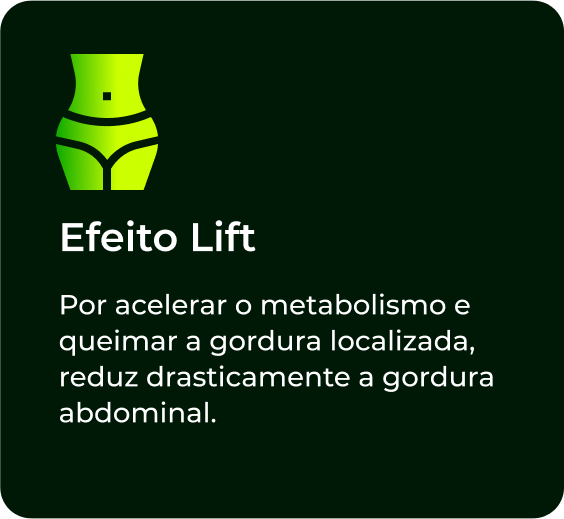 Efeito Lift
Por acelerar o metabolismo e
queimar a gordura localizada,
reduz drasticamente a gordura
abdominal.